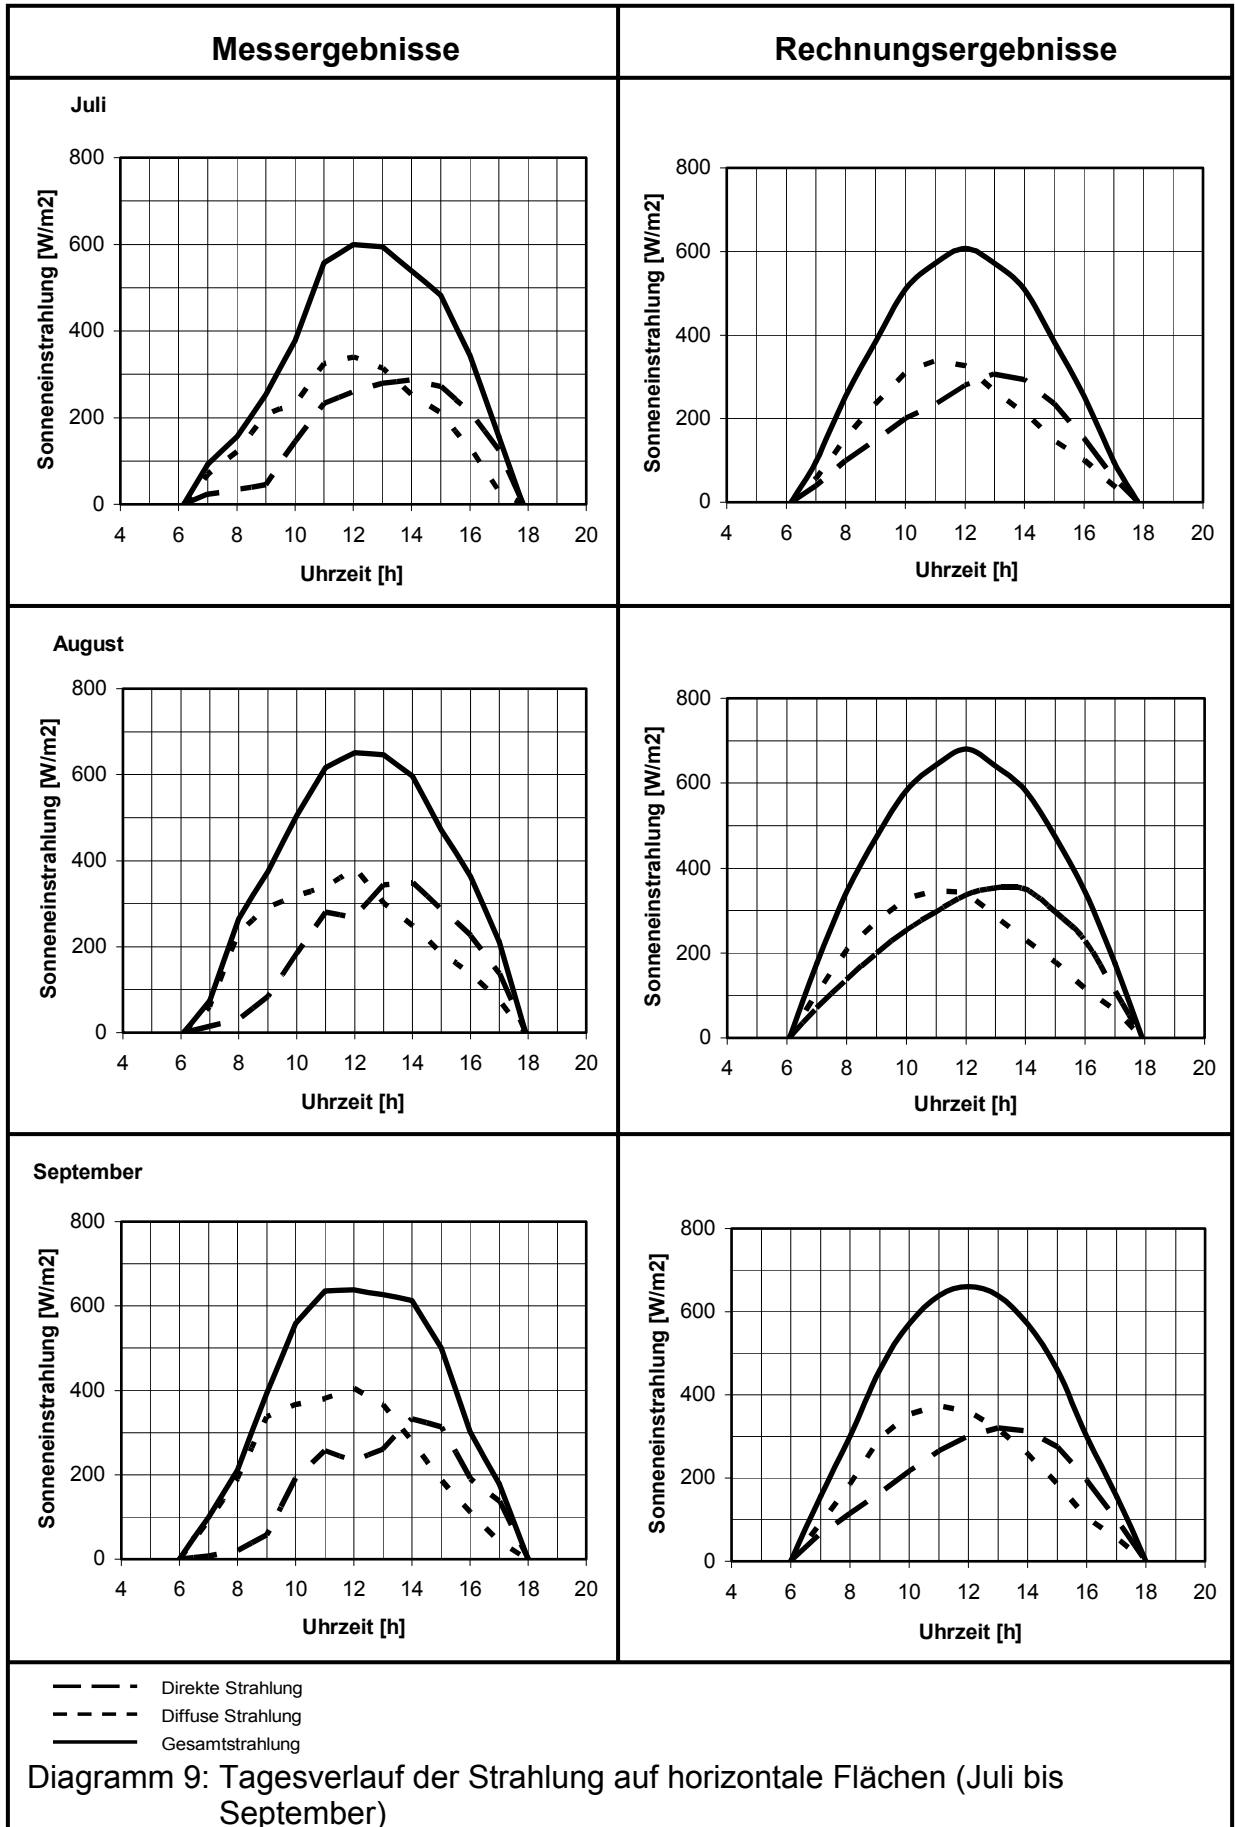 Messergebnisse
Rechnungsergebnisse
Juli
800
600
400
200
0
4 6 8 10 12 14 16 18 20
Sonneneinstrahlung [W/m2]
Uhrzeit [h]
800
600
400
200
0
4 6 8 10 12 14 16 18 20
Sonneneinstrahlung [W/m2]
Uhrzeit [h]
August
800
600
400
200
0
4 6 8 10 12 14 16 18 20
Sonneneinstrahlung [W/m2]
Uhrzeit [h]
800
600
400
200
0
4 6 8 10 12 14 16 18 20
Sonneneinstrahlung [W/m2]
Uhrzeit [h]
September
800
600
400
200
0
4 6 8 10 12 14 16 18 20
Sonneneinstrahlung [W/m2]
Uhrzeit [h]
800
600
400
200
0
4 6 8 10 12 14 16 18 20
Sonneneinstrahlung [W/m2]
Uhrzeit [h]
Direkte Strahlung
Diffuse Strahlung
Gesamtstrahlung
Diagramm 9: Tagesverlauf der Strahlung auf horizontale Flächen (Juli bis
September)